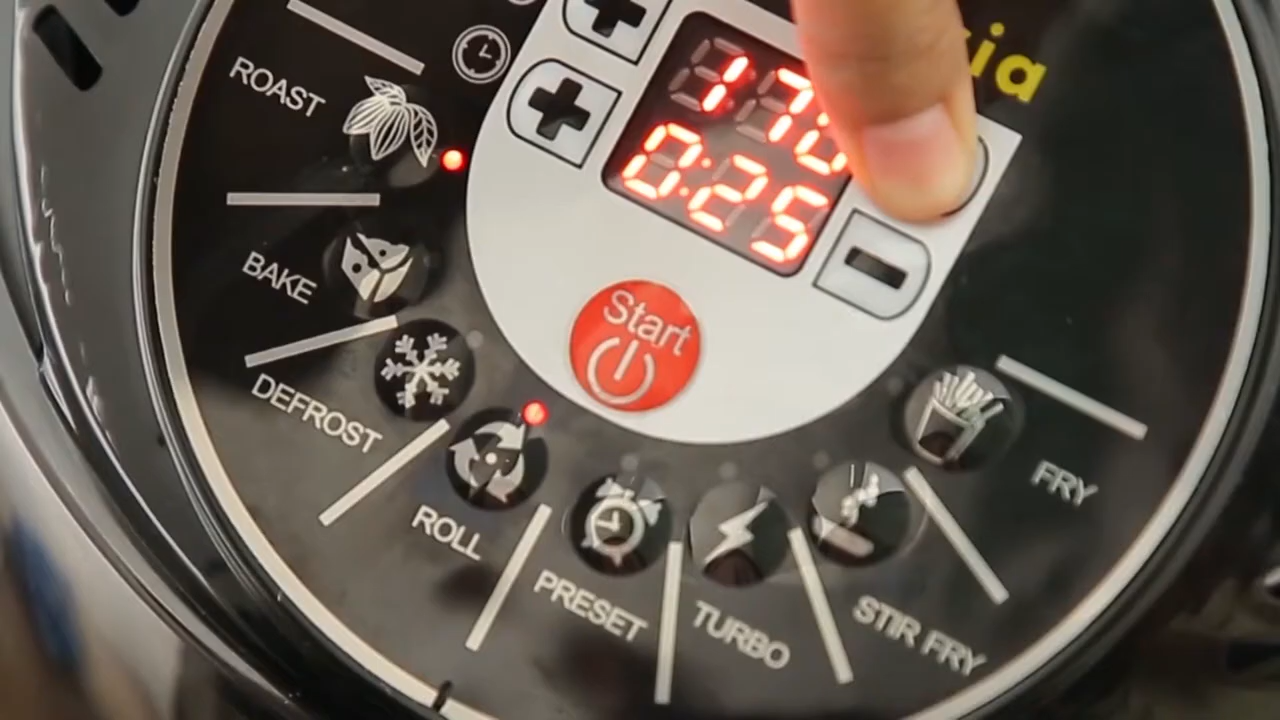 ROAST
BAKE
DEFROST
ROLL
PRESET
TURBO
STIR FRY
FRY
0:25
Start